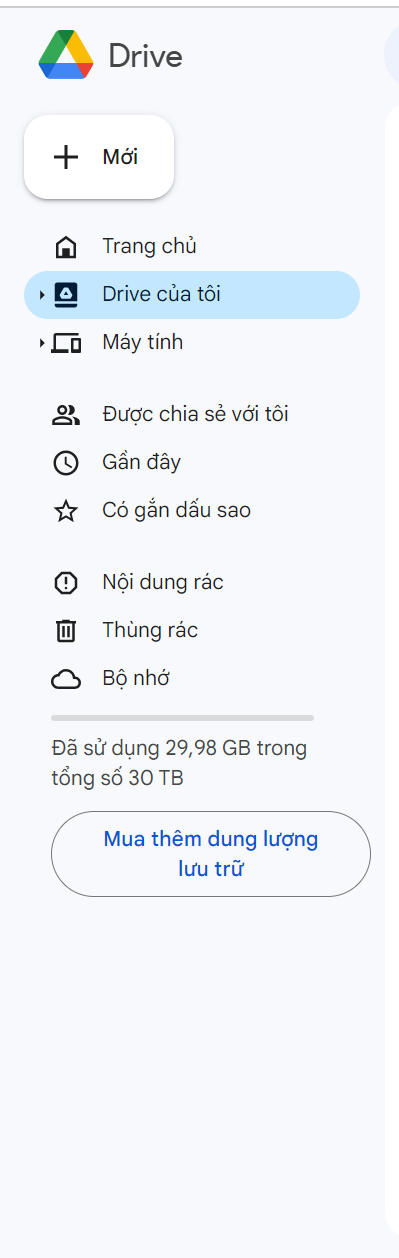 Drive
Mới
Trang chủ
Drive của tôi
Máy tính
Được chia sẻ với tôi
Gần đây
Có gắn dấu sao
Nội dung rác
Thùng rác
Bộ nhớ
Đã sử dụng 29,98 GB trong
tổng số 30 TB
Mua thêm dung lượng
lưu trữ